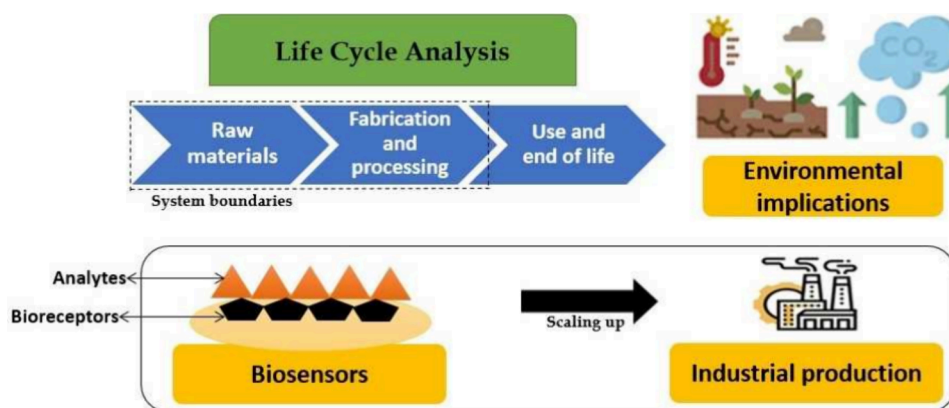 Life Cycle Analysis
CO2
Raw
materials
Fabrication
and
processing
Use and
end of life
System boundaries
Environmental
implications
Analytes
Bioreceptors
Scaling up
Biosensors
Industrial production